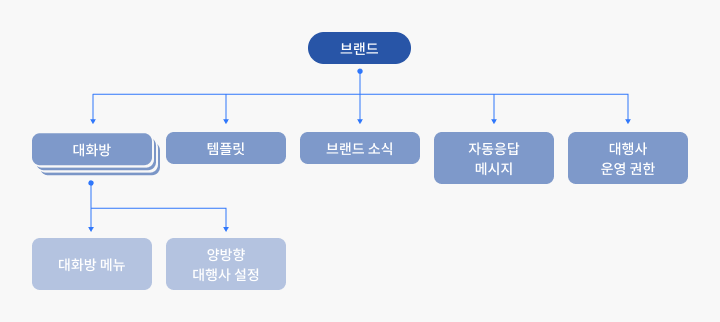 브랜드
대화방
템플릿
브랜드 소식
자동응답
메시지
대행사
운영 권한
대화방 메뉴
양방향
대행사 설정